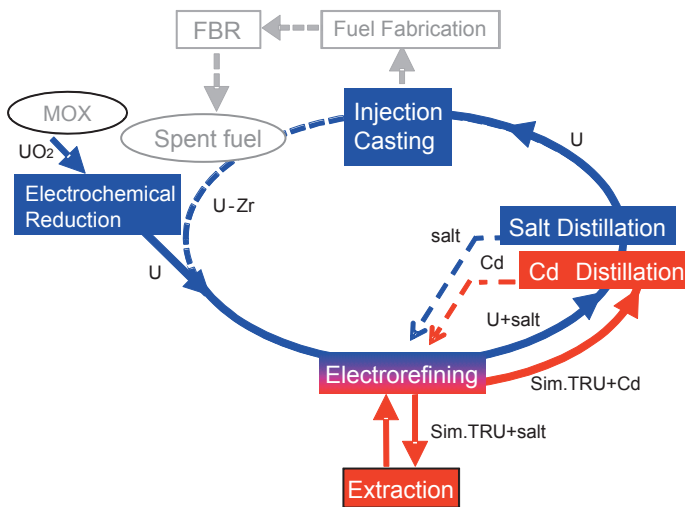 FBR
Fuel Fabrication
MOX
Spent fuel
Injection
Casting
UO₂
U
Electrochemical
Reduction
U-Zr
salt
Salt Distillation
Cd
Cd Distillation
U
U+salt
Electrorefining
Sim.TRU+Cd
Sim.TRU+salt
Extraction